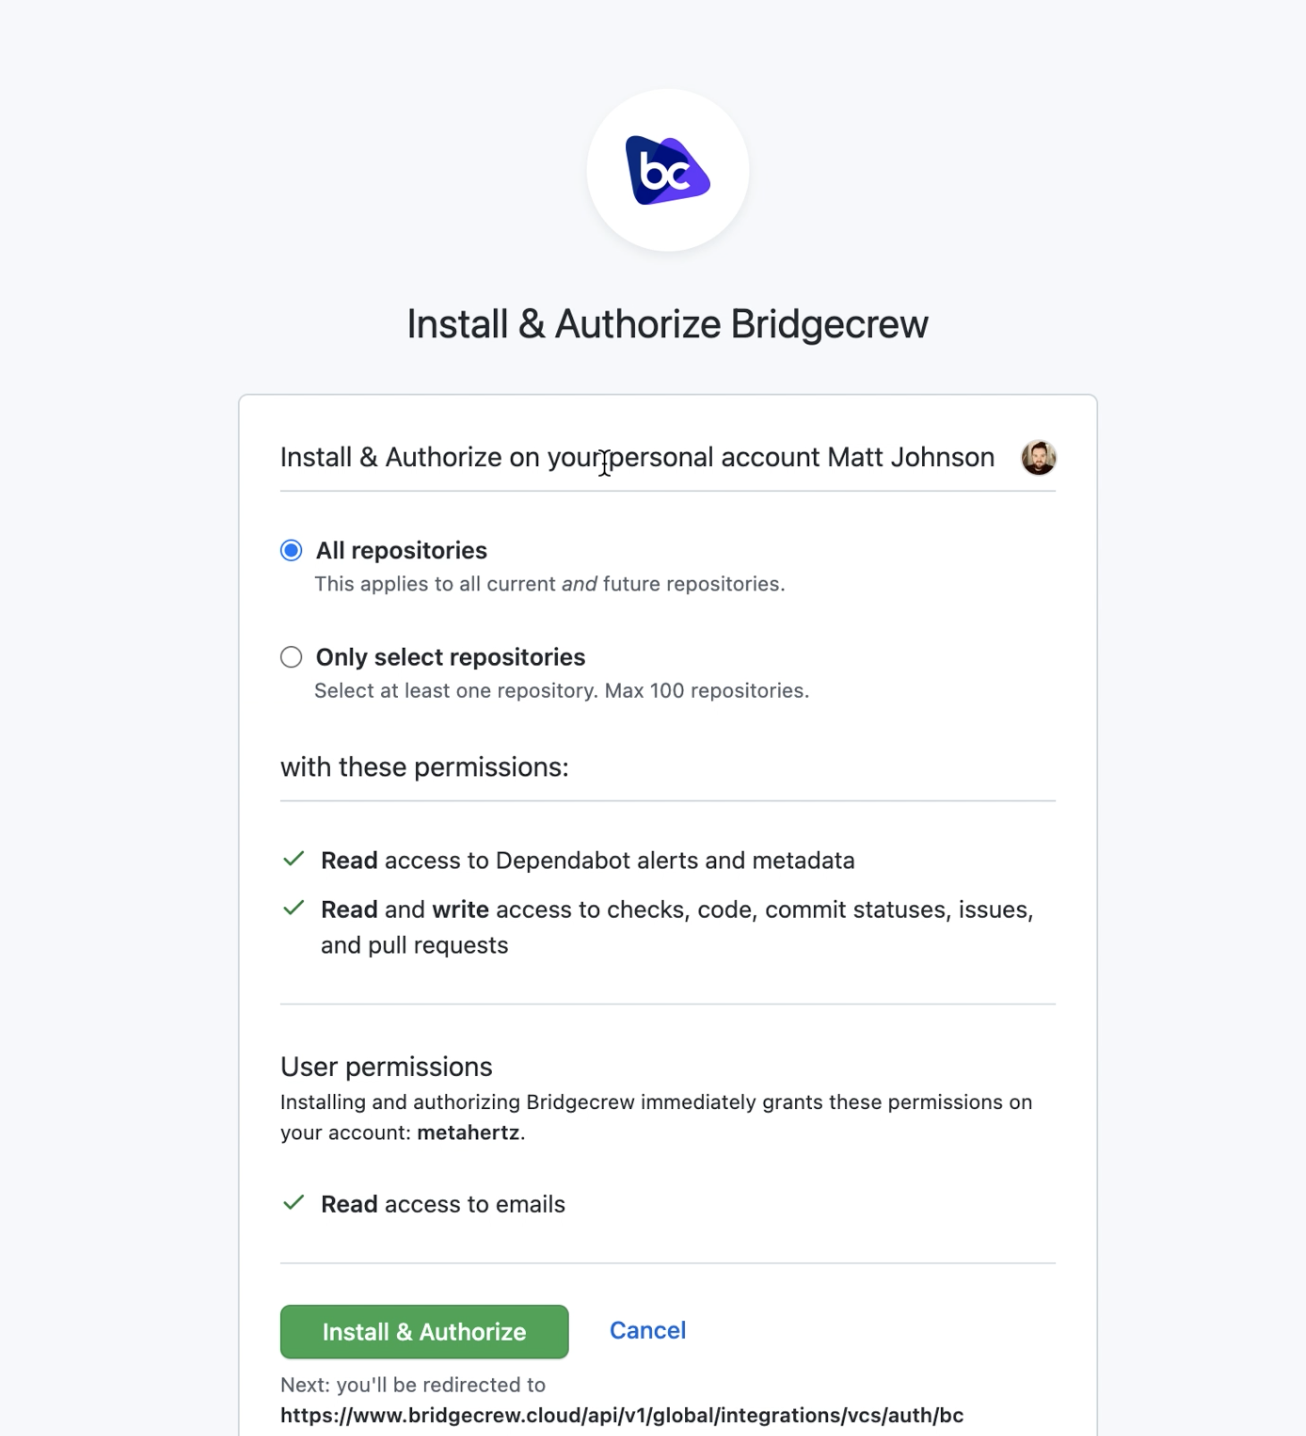 bc
Install & Authorize Bridgecrew
Install & Authorize on your personal account Matt Johnson
All repositories
This applies to all current and future repositories.
Only select repositories
Select at least one repository. Max 100 repositories.
with these permissions:
Read access to Dependabot alerts and metadata
Read and write access to checks, code, commit statuses, issues,
and pull requests
User permissions
Installing and authorizing Bridgecrew immediately grants these permissions on
your account: metahertz.
Read access to emails
Install & Authorize Cancel
Next: you'll be redirected to
https://www.bridgecrew.cloud/api/v1/global/integrations/vcs/auth/bc